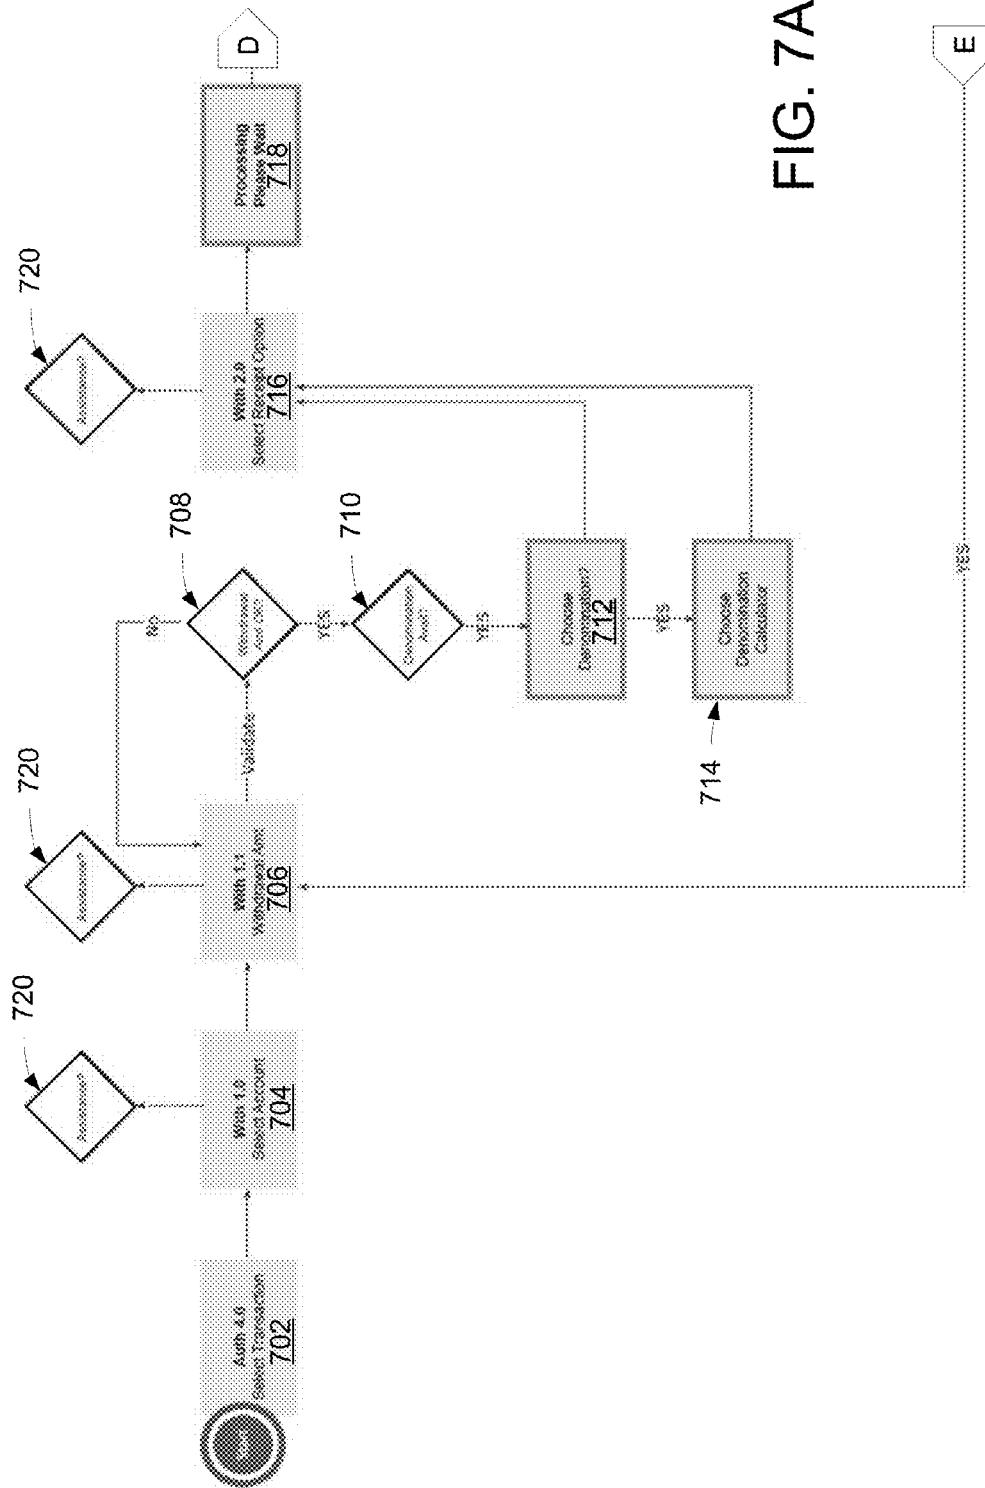 Auth 4.0
Select Transaction
702
720
With 1.0
Select Account
704
720
With 1.1
Withdrawal Amt
706
Validate
No
708
Amt OK?
YES
710
YES
Choose
Denomination?
712
YES
714
Choose
Denomination
Calculator
720
With 2.0
Select Receipt Option
716
Processing
Please Wait
718
D
FIG. 7A
YES
E